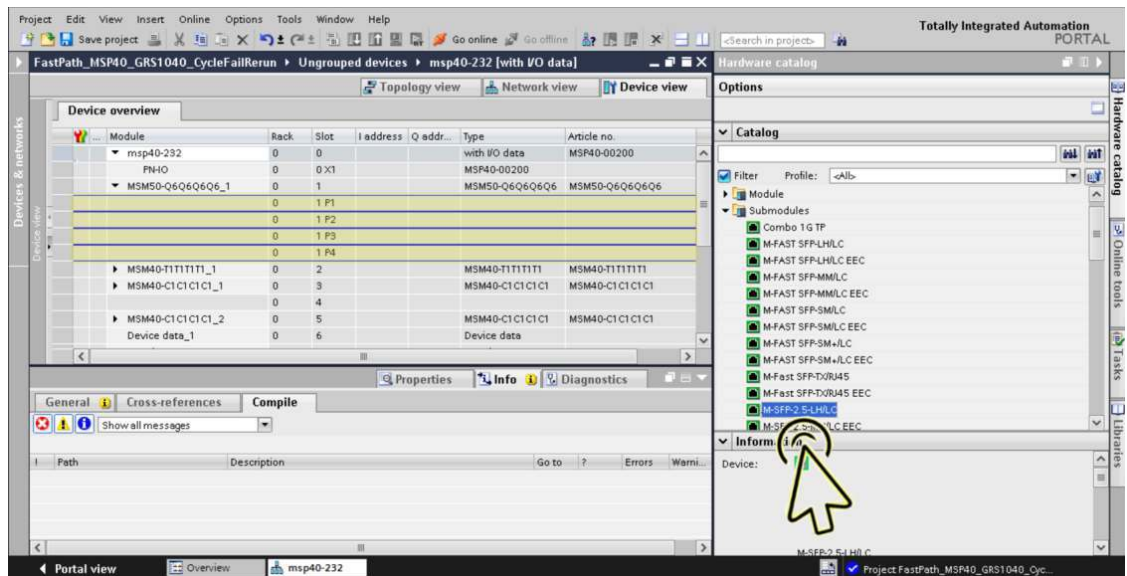 Project Edit View Insert Online Options Tools Window Help
Totally Integrated Automation
PORTAL
Save project Go online Go offline <Search in project>
FastPath_MSP40_GRS1040_CycleFailRerun Ungrouped devices msp40-232 [with I/O data]
Hardware catalog
Topology view Network view Device view
Options
Device overview
Module Rack Slot I address Q addr... Type Article no.
msp40-232 0 0 with I/O data MSP40-00200
PN-IO 0 0 X1 MSP40-00200
MSM50-Q6Q6Q6Q6_1 0 1 MSM50-Q6Q6Q6Q6 MSM50-Q6Q6Q6Q6
0 1 P1
0 1 P2
0 1 P3
0 1 P4
MSM40-T1T1T1T1_1 0 2 MSM40-T1T1T1T1 MSM40-T1T1T1T1
MSM40-C1C1C1C1_1 0 3 MSM40-C1C1C1C1 MSM40-C1C1C1C1
0 4
MSM40-C1C1C1C1_2 0 5 MSM40-C1C1C1C1 MSM40-C1C1C1C1
Device data_1 0 6 Device data
Catalog
Filter Profile: <All>
Module
Submodules
Combo 1G TP
M-FAST SFP-LH/LC
M-FAST SFP-LH/LC EEC
M-FAST SFP-MM/LC
M-FAST SFP-MM/LC EEC
M-FAST SFP-SM/LC
M-FAST SFP-SM/LC EEC
M-FAST SFP-SM+/LC
M-FAST SFP-SM+/LC EEC
M-Fast SFP-TX/RJ45
M-Fast SFP-TX/RJ45 EEC
M-SFP-2.5-LH/LC
Properties Info Diagnostics
General Cross-references Compile
Show all messages
! Path Description Go to ? Errors Warni...
Device:
M-SFP-2.5-LH/LC
Devices & networks
Device view
Hardware catalog
Online tools
Tasks
Libraries
Portal view Overview msp40-232
Project FastPath_MSP40_GRS1040_Cyc...